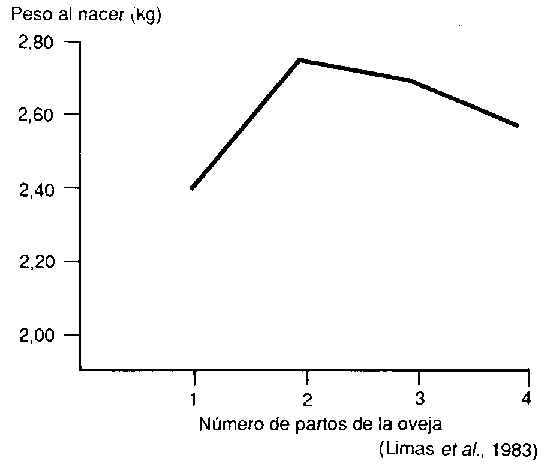 Peso al nacer (kg)
2,80
2,60
2,40
2,20
2,00
1 2 3 4
Número de partos de la oveja
(Limas et al., 1983)